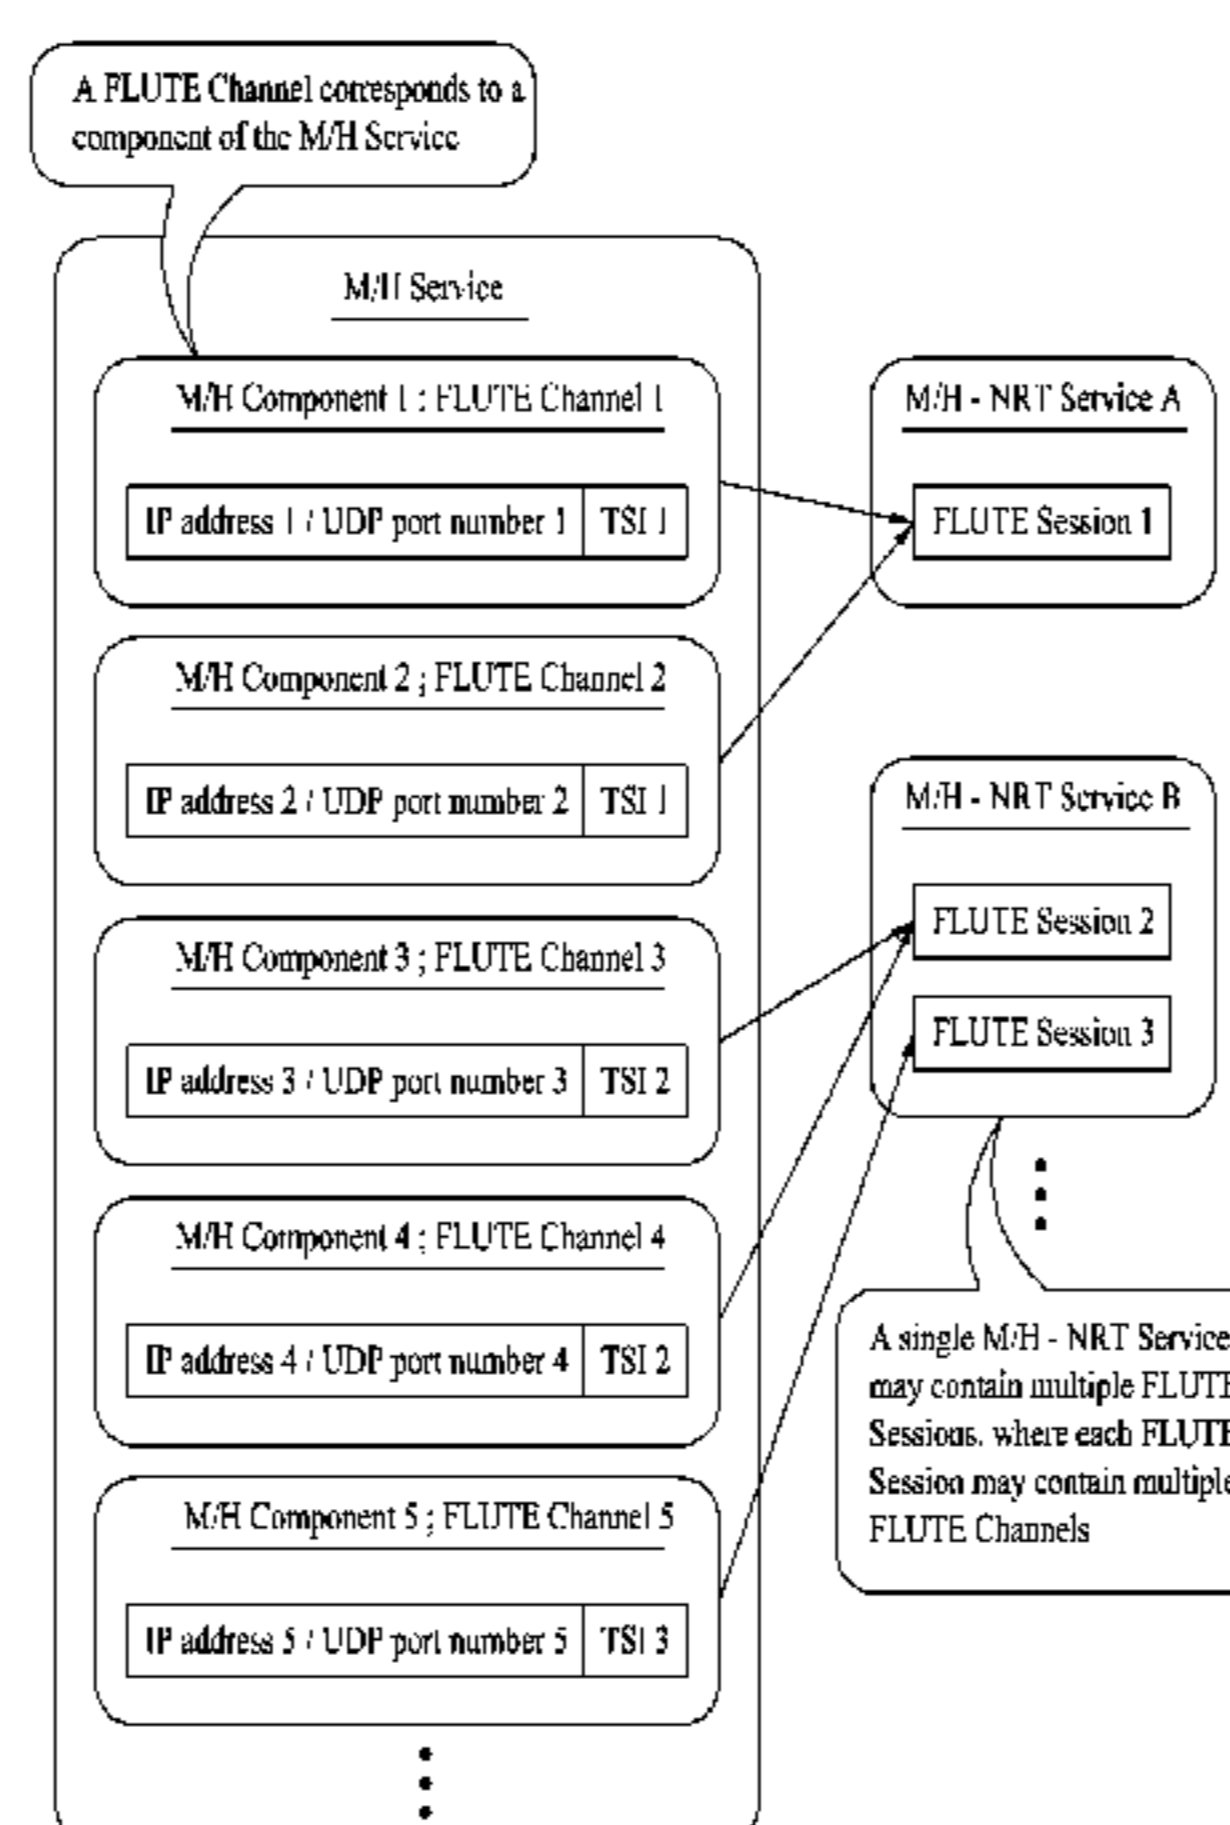 A FLUTE Channel corresponds to a
component of the M/H Service
M/H Service
M/H Component 1 ; FLUTE Channel 1
IP address 1 / UDP port number 1 TSI 1
M/H Component 2 ; FLUTE Channel 2
IP address 2 / UDP port number 2 TSI 1
M/H Component 3 ; FLUTE Channel 3
IP address 3 / UDP port number 3 TSI 2
M/H Component 4 ; FLUTE Channel 4
IP address 4 / UDP port number 4 TSI 2
M/H Component 5 ; FLUTE Channel 5
IP address 5 / UDP port number 5 TSI 3
M/H - NRT Service A
FLUTE Session 1
M/H - NRT Service B
FLUTE Session 2
FLUTE Session 3
A single M/H - NRT Service
may contain multiple FLUTE
Sessions, where each FLUTE
Session may contain multiple
FLUTE Channels